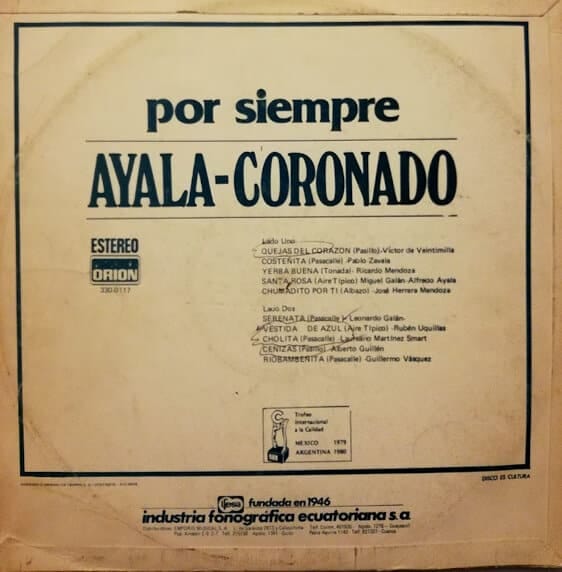 por siempre
AYALA-CORONADO
ESTEREO
ORION
330-0117
Lado Uno
QUEJAS DEL CORAZON (Pasillo)-Víctor de Veintimilla
COSTEÑITA (Pasacalle)-Pablo Zavala
YERBA BUENA (Tonada)- Ricardo Mendoza
SANTA ROSA (Aire Típico) Miguel Galán-Alfredo Ayala
CHUMADITO POR TI (Albazo) -José Herrera Mendoza
Lado Dos
SERENATA (Pasacalle)- Leonardo Galán-
VESTIDA DE AZUL (Aire Típico)-Rubén Uquillas
CHOLITA (Pasacalle) Martínez Smart
CENIZAS (Pasillo) -Alberto Guillén
RIOBAMBEÑITA (Pasacalle) -Guillermo Vásquez
Trofeo
Internacional
a la Calidad
MEXICO 1979
ARGENTINA 1980
DISCO ES CULTURA
ifesa fundada en 1946
industria fonográfica ecuatoriana s.a.